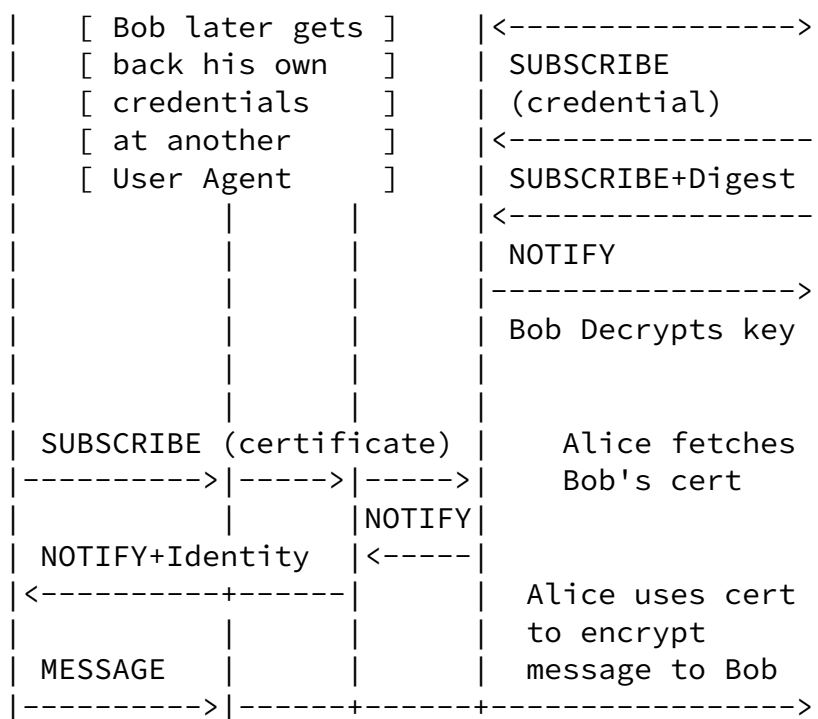 |   [ Bob later gets ]    |<---------------->
|   [ back his own   ]    | SUBSCRIBE
|   [ credentials    ]    | (credential)
|   [ at another     ]    |<-----------------
|   [ User Agent     ]    | SUBSCRIBE+Digest
|           |      |      |<-----------------
|           |      |      | NOTIFY
|           |      |      |----------------->
|           |      |      | Bob Decrypts key
|           |      |      |
|           |      |      |
| SUBSCRIBE (certificate) |    Alice fetches
|---------->|----->|----->|    Bob's cert
|           |      |NOTIFY|
| NOTIFY+Identity  |<-----|
|<----------+------|      |  Alice uses cert
|           |      |      |  to encrypt
| MESSAGE   |      |      |  message to Bob
|---------->|------+------+----------------->